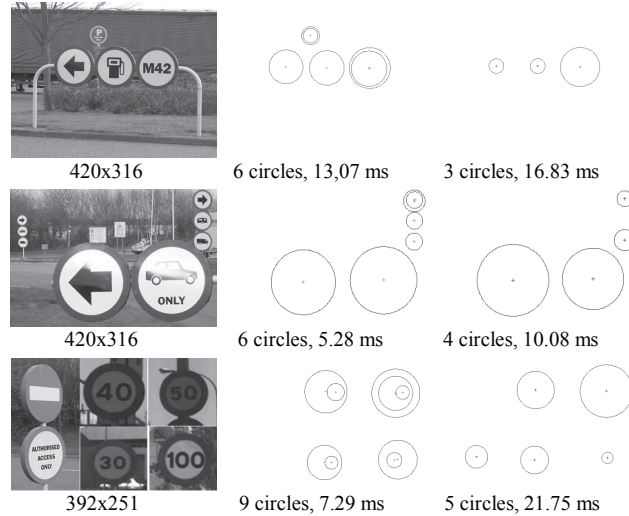 P
M42
420x316
6 circles, 13,07 ms
3 circles, 16.83 ms
ONLY
420x316
6 circles, 5.28 ms
4 circles, 10.08 ms
AUTHORISED
ACCESS
ONLY
40
50
30
100
392x251
9 circles, 7.29 ms
5 circles, 21.75 ms